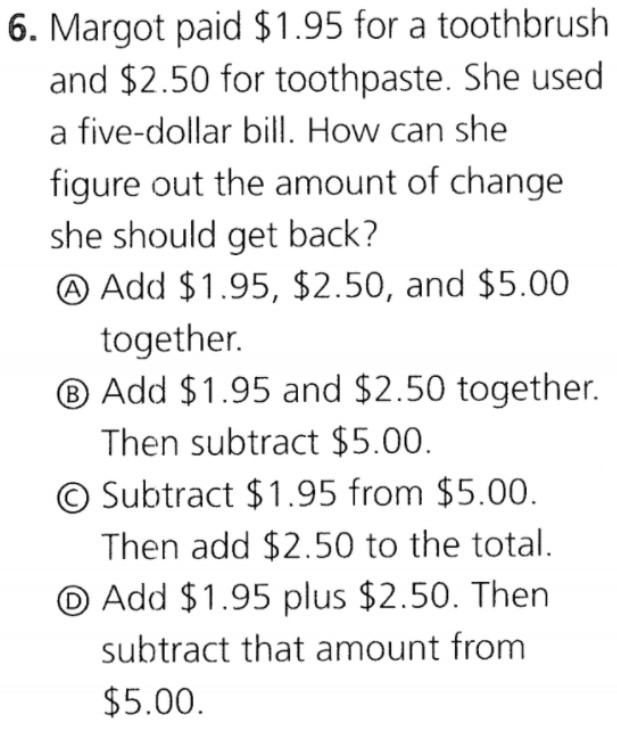 6. Margot paid $1.95 for a toothbrush
and $2.50 for toothpaste. She used
a five-dollar bill. How can she
figure out the amount of change
she should get back?
Ⓐ Add $1.95, $2.50, and $5.00
together.
Ⓑ Add $1.95 and $2.50 together.
Then subtract $5.00.
Ⓒ Subtract $1.95 from $5.00.
Then add $2.50 to the total.
Ⓓ Add $1.95 plus $2.50. Then
subtract that amount from
$5.00.